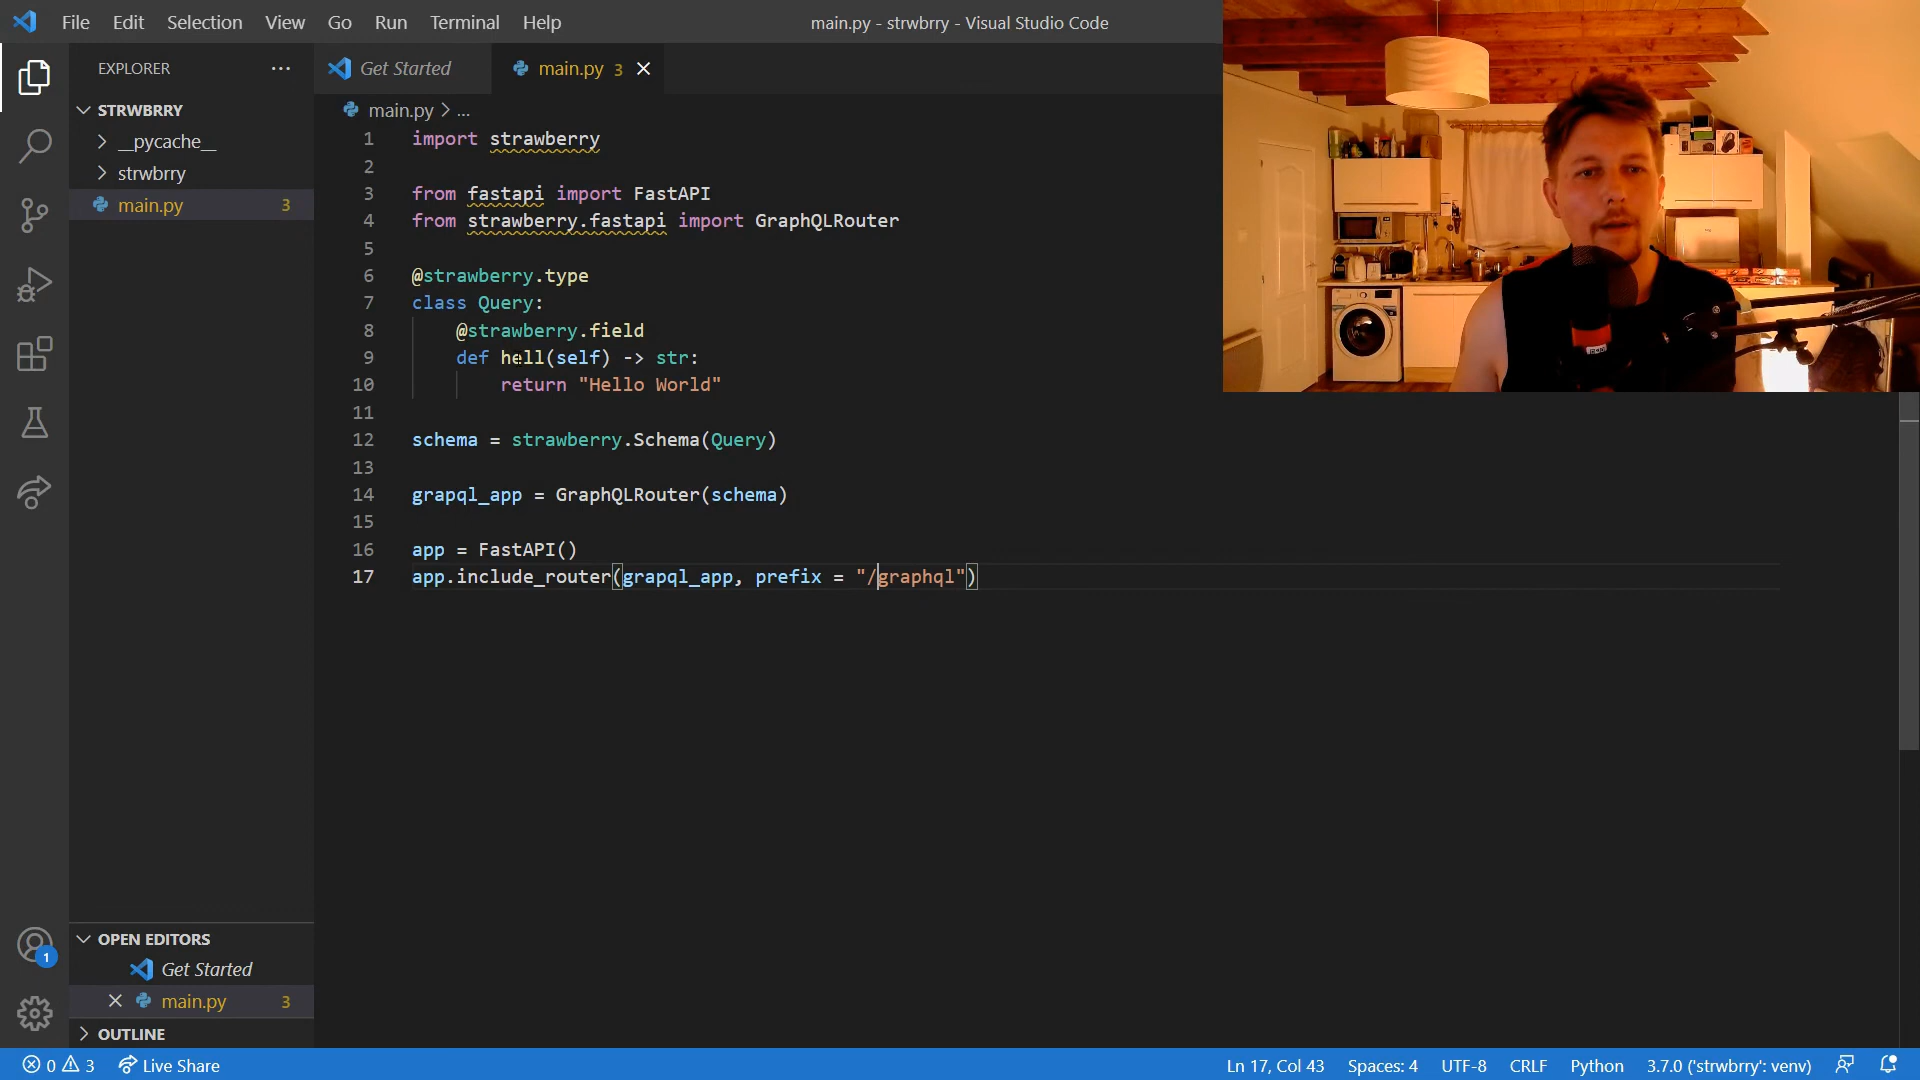 File Edit Selection View Go Run Terminal Help
main.py - strwbrry - Visual Studio Code
EXPLORER
STRWBRRY
__pycache__
strwbrry
main.py 3
Get Started
main.py 3
main.py > ...
1 import strawberry
2
3 from fastapi import FastAPI
4 from strawberry.fastapi import GraphQLRouter
5
6 @strawberry.type
7 class Query:
8 @strawberry.field
9 def hell(self) -> str:
10 return "Hello World"
11
12 schema = strawberry.Schema(Query)
13
14 grapql_app = GraphQLRouter(schema)
15
16 app = FastAPI()
17 app.include_router(grapql_app, prefix = "/graphql")
1
OPEN EDITORS
Get Started
main.py 3
OUTLINE
0 3 Live Share
Ln 17, Col 43 Spaces: 4 UTF-8 CRLF Python 3.7.0 ('strwbrry': venv)